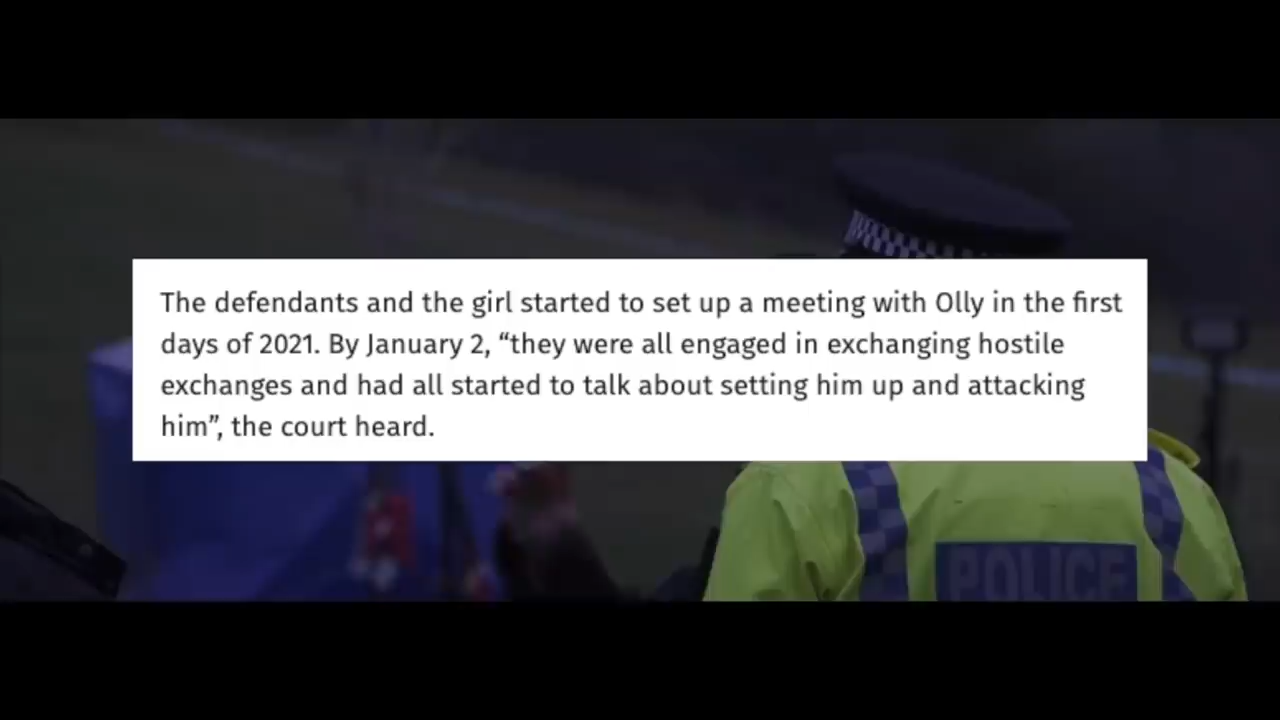 The defendants and the girl started to set up a meeting with Olly in the first
days of 2021. By January 2, “they were all engaged in exchanging hostile
exchanges and had all started to talk about setting him up and attacking
him”, the court heard.
POLICE